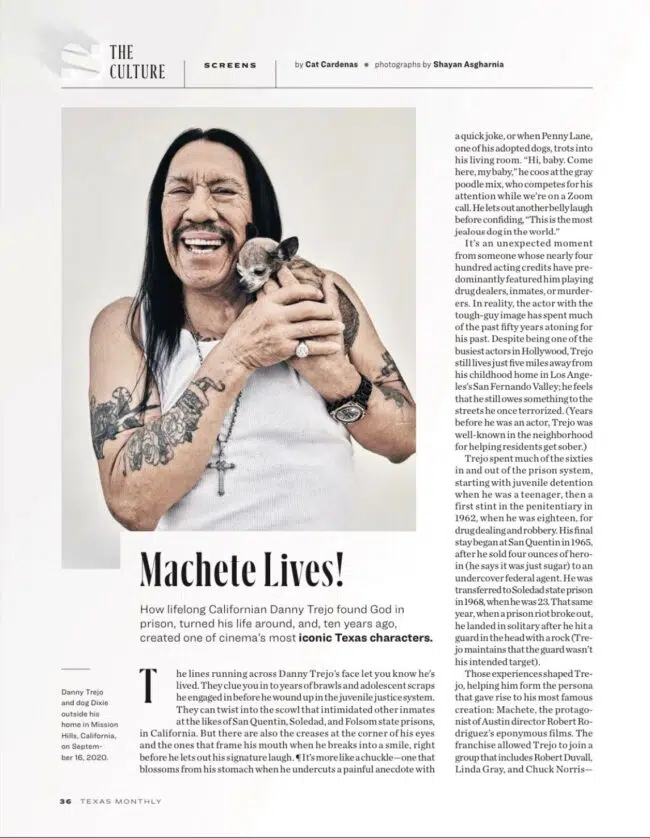 THE
CULTURE
SCREENS
by Cat Cardenas • photographs by Shayan Asgharnia
Machete Lives!
How lifelong Californian Danny Trejo found God in
prison, turned his life around, and, ten years ago,
created one of cinema's most iconic Texas characters.
Danny Trejo
and dog Dixie
outside his
home in Mission
Hills, California,
on Septem-
ber 16, 2020.
The lines running across Danny Trejo's face let you know he's
lived. They clue you in to years of brawls and adolescent scraps
he engaged in before he wound up in the juvenile justice system.
They can twist into the scowl that intimidated other inmates
at the likes of San Quentin, Soledad, and Folsom state prisons,
in California. But there are also the creases at the corner of his eyes
and the ones that frame his mouth when he breaks into a smile, right
before he lets out his signature laugh. ¶ It's more like a chuckle—one that
blossoms from his stomach when he undercuts a painful anecdote with
a quick joke, or when Penny Lane,
one of his adopted dogs, trots into
his living room. "Hi, baby. Come
here, my baby," he coos at the gray
poodle mix, who competes for his
attention while we're on a Zoom
call. He lets out another belly laugh
before confiding, "This is the most
jealous dog in the world."
It's an unexpected moment
from someone whose nearly four
hundred acting credits have pre-
dominantly featured him playing
drug dealers, inmates, or murder-
ers. In reality, the actor with the
tough-guy image has spent much
of the past fifty years atoning for
his past. Despite being one of the
busiest actors in Hollywood, Trejo
still lives just five miles away from
his childhood home in Los Ange-
les's San Fernando Valley; he feels
that he still owes something to the
streets he once terrorized. (Years
before he was an actor, Trejo was
well-known in the neighborhood
for helping residents get sober.)
Trejo spent much of the sixties
in and out of the prison system,
starting with juvenile detention
when he was a teenager, then a
first stint in the penitentiary in
1962, when he was eighteen, for
drug dealing and robbery. His final
stay began at San Quentin in 1965,
after he sold four ounces of hero-
in (he says it was just sugar) to an
undercover federal agent. He was
transferred to Soledad state prison
in 1968, when he was 23. That same
year, when a prison riot broke out,
he landed in solitary after he hit a
guard in the head with a rock (Tre-
jo maintains that the guard wasn't
his intended target).
Those experiences shaped Tre-
jo, helping him form the persona
that gave rise to his most famous
creation: Machete, the protag-
onist of Austin director Robert Ro-
driguez's eponymous films. The
franchise allowed Trejo to join a
group that includes Robert Duvall,
Linda Gray, and Chuck Norris—
36 TEXAS MONTHLY